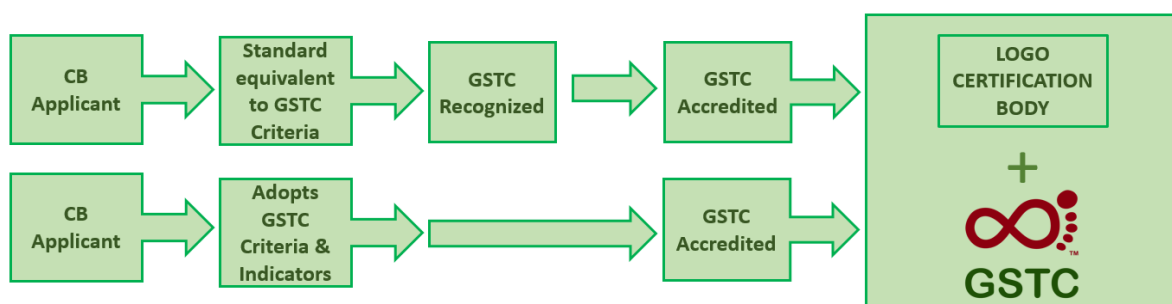 CB
Applicant
Standard
equivalent
to GSTC
Criteria
GSTC
Recognized
GSTC
Accredited
LOGO
CERTIFICATION
BODY
+
CB
Applicant
Adopts
GSTC
Criteria &
Indicators
GSTC
Accredited
TM
GSTC